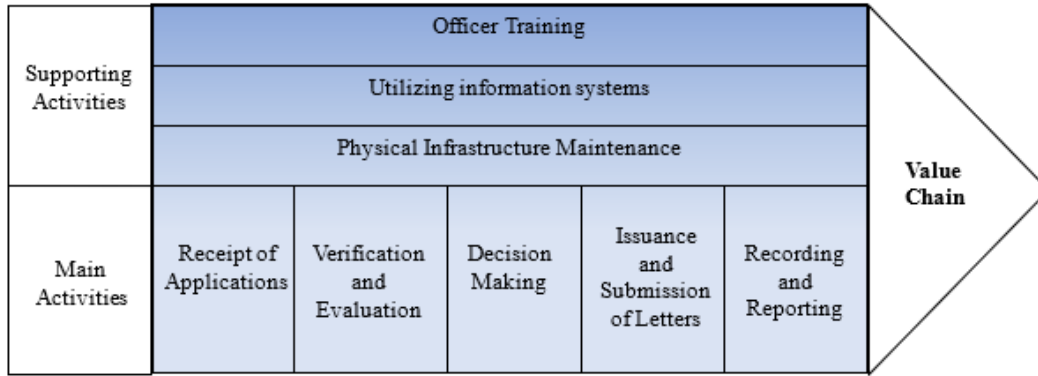 Officer Training
Supporting
Activities
Utilizing information systems
Physical Infrastructure Maintenance
Value
Chain
Main
Activities
Receipt of
Applications
Verification
and
Evaluation
Decision
Making
Issuance
and
Submission
of Letters
Recording
and
Reporting